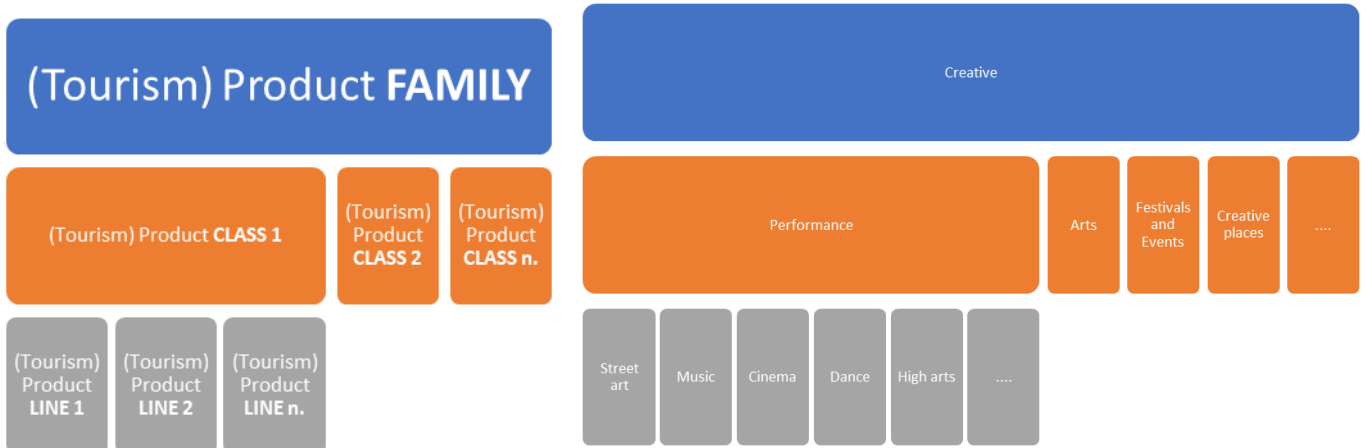 (Tourism) Product FAMILY
(Tourism) Product CLASS 1
(Tourism)
Product
CLASS 2
(Tourism)
Product
CLASS n.
(Tourism)
Product
LINE 1
(Tourism)
Product
LINE 2
(Tourism)
Product
LINE n.
Creative
Performance
Arts
Festivals
and
Events
Creative
places
....
Street
art
Music
Cinema
Dance
High arts
....